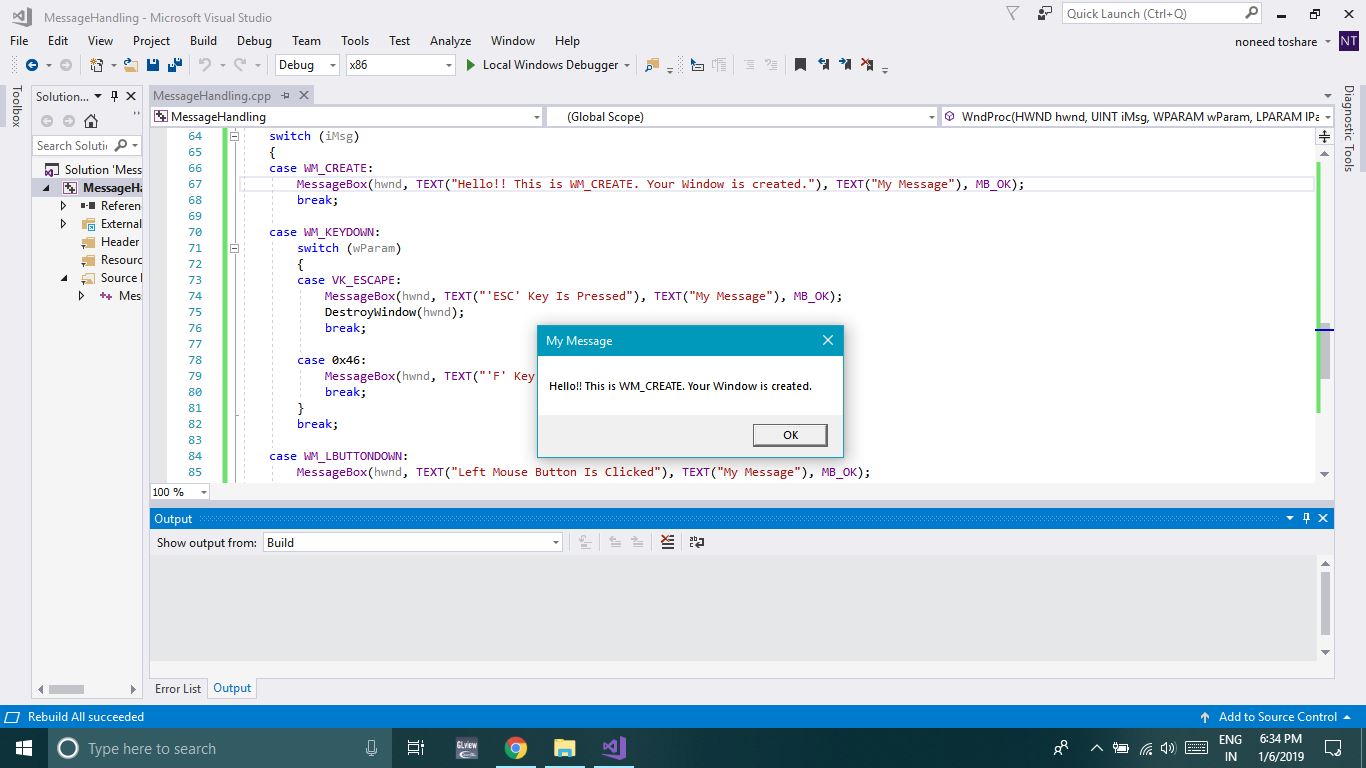 MessageHandling - Microsoft Visual Studio
Quick Launch (Ctrl+Q)
File Edit View Project Build Debug Team Tools Test Analyze Window Help
noneed toshare NT
Debug x86 Local Windows Debugger
Toolbox
Solution...
Search Solutio
Solution 'Mess
MessageHa
Referen
External
Header
Resourc
Source
Mes
MessageHandling.cpp
MessageHandling (Global Scope) WndProc(HWND hwnd, UINT iMsg, WPARAM wParam, LPARAM lPa
64 switch (iMsg)
65 {
66 case WM_CREATE:
67 MessageBox(hwnd, TEXT("Hello!! This is WM_CREATE. Your Window is created."), TEXT("My Message"), MB_OK);
68 break;
69
70 case WM_KEYDOWN:
71 switch (wParam)
72 {
73 case VK_ESCAPE:
74 MessageBox(hwnd, TEXT("'ESC' Key Is Pressed"), TEXT("My Message"), MB_OK);
75 DestroyWindow(hwnd);
76 break;
77
78 case 0x46:
79 MessageBox(hwnd, TEXT("'F' Key
80 break;
81 }
82 break;
83
84 case WM_LBUTTONDOWN:
85 MessageBox(hwnd, TEXT("Left Mouse Button Is Clicked"), TEXT("My Message"), MB_OK);
My Message
Hello!! This is WM_CREATE. Your Window is created.
OK
Diagnostic Tools
100 %
Output
Show output from: Build
Error List Output
Rebuild All succeeded
Add to Source Control
Type here to search
GLview
ENG
IN
6:34 PM
1/6/2019